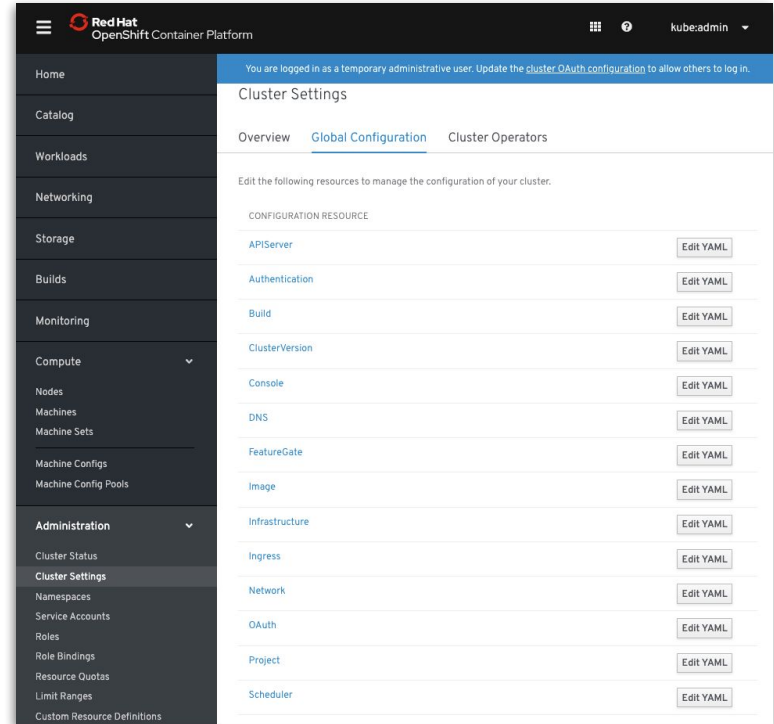 Red Hat
OpenShift Container Platform
kube:admin
Home
Catalog
Workloads
Networking
Storage
Builds
Monitoring
Compute
Nodes
Machines
Machine Sets
Machine Configs
Machine Config Pools
Administration
Cluster Status
Cluster Settings
Namespaces
Service Accounts
Roles
Role Bindings
Resource Quotas
Limit Ranges
Custom Resource Definitions
You are logged in as a temporary administrative user. Update the cluster OAuth configuration to allow others to log in.
Cluster Settings
Overview Global Configuration Cluster Operators
Edit the following resources to manage the configuration of your cluster.
CONFIGURATION RESOURCE
APIServer Edit YAML
Authentication Edit YAML
Build Edit YAML
ClusterVersion Edit YAML
Console Edit YAML
DNS Edit YAML
FeatureGate Edit YAML
Image Edit YAML
Infrastructure Edit YAML
Ingress Edit YAML
Network Edit YAML
OAuth Edit YAML
Project Edit YAML
Scheduler Edit YAML